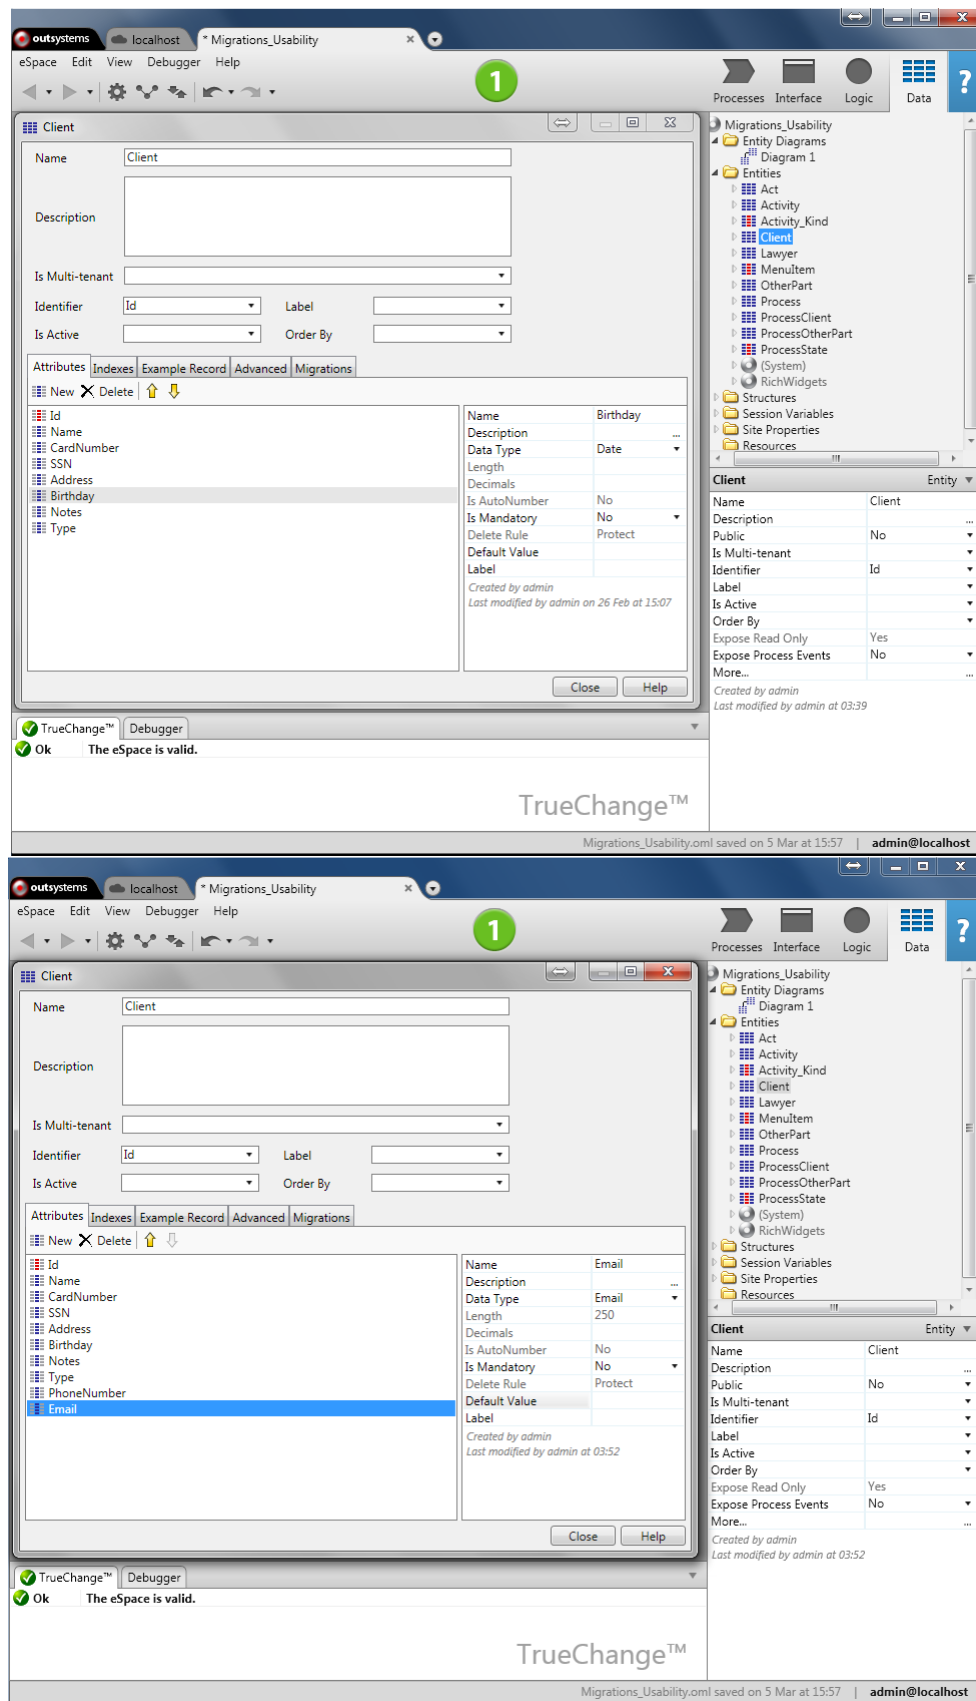 outsystems localhost * Migrations_Usability
eSpace Edit View Debugger Help
1
Processes Interface Logic Data ?
Client
Name Client
Description
Is Multi-tenant
Identifier Id Label
Is Active Order By
Attributes Indexes Example Record Advanced Migrations
New Delete
Id
Name
CardNumber
SSN
Address
Birthday
Notes
Type
Name Birthday
Description ...
Data Type Date
Length
Decimals
Is AutoNumber No
Is Mandatory No
Delete Rule Protect
Default Value
Label
Created by admin
Last modified by admin on 26 Feb at 15:07
Close Help
Migrations_Usability
Entity Diagrams
Diagram 1
Entities
Act
Activity
Activity_Kind
Client
Lawyer
MenuItem
OtherPart
Process
ProcessClient
ProcessOtherPart
ProcessState
(System)
RichWidgets
Structures
Session Variables
Site Properties
Resources
Client Entity
Name Client
Description ...
Public No
Is Multi-tenant
Identifier Id
Label
Is Active
Order By
Expose Read Only Yes
Expose Process Events No
More... ...
Created by admin
Last modified by admin at 03:39
TrueChange™ Debugger
Ok The eSpace is valid.
TrueChange™
Migrations_Usability.oml saved on 5 Mar at 15:57 | admin@localhost
outsystems localhost * Migrations_Usability
eSpace Edit View Debugger Help
1
Processes Interface Logic Data ?
Client
Name Client
Description
Is Multi-tenant
Identifier Id Label
Is Active Order By
Attributes Indexes Example Record Advanced Migrations
New Delete
Id
Name
CardNumber
SSN
Address
Birthday
Notes
Type
PhoneNumber
Email
Name Email
Description ...
Data Type Email
Length 250
Decimals
Is AutoNumber No
Is Mandatory No
Delete Rule Protect
Default Value
Label
Created by admin
Last modified by admin at 03:52
Close Help
Migrations_Usability
Entity Diagrams
Diagram 1
Entities
Act
Activity
Activity_Kind
Client
Lawyer
MenuItem
OtherPart
Process
ProcessClient
ProcessOtherPart
ProcessState
(System)
RichWidgets
Structures
Session Variables
Site Properties
Resources
Client Entity
Name Client
Description ...
Public No
Is Multi-tenant
Identifier Id
Label
Is Active
Order By
Expose Read Only Yes
Expose Process Events No
More... ...
Created by admin
Last modified by admin at 03:52
TrueChange™ Debugger
Ok The eSpace is valid.
TrueChange™
Migrations_Usability.oml saved on 5 Mar at 15:57 | admin@localhost